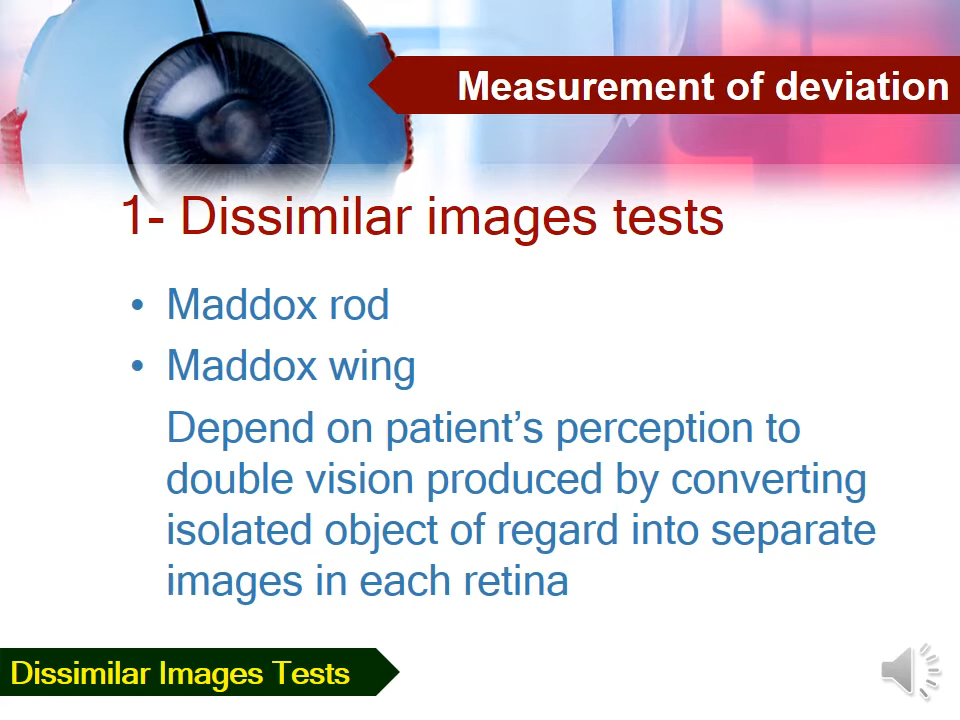 Measurement of deviation
1- Dissimilar images tests
• Maddox rod
• Maddox wing
Depend on patient’s perception to
double vision produced by converting
isolated object of regard into separate
images in each retina
Dissimilar Images Tests